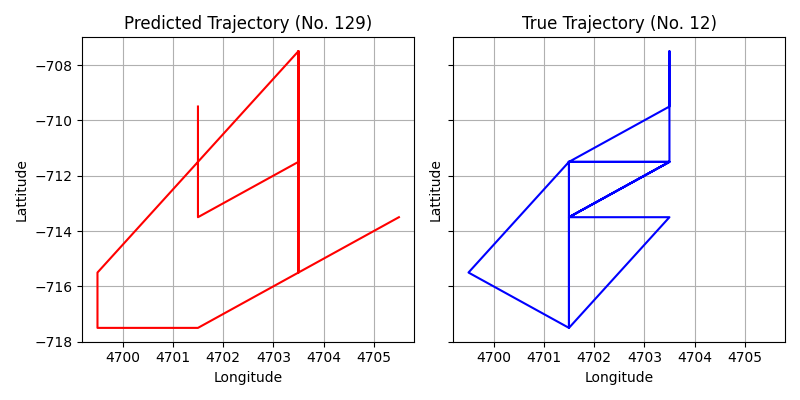 Predicted Trajectory (No. 129)
True Trajectory (No. 12)
Lattitude
−708
−710
−712
−714
−716
−718
4700 4701 4702 4703 4704 4705
Longitude
Lattitude
4700 4701 4702 4703 4704 4705
Longitude